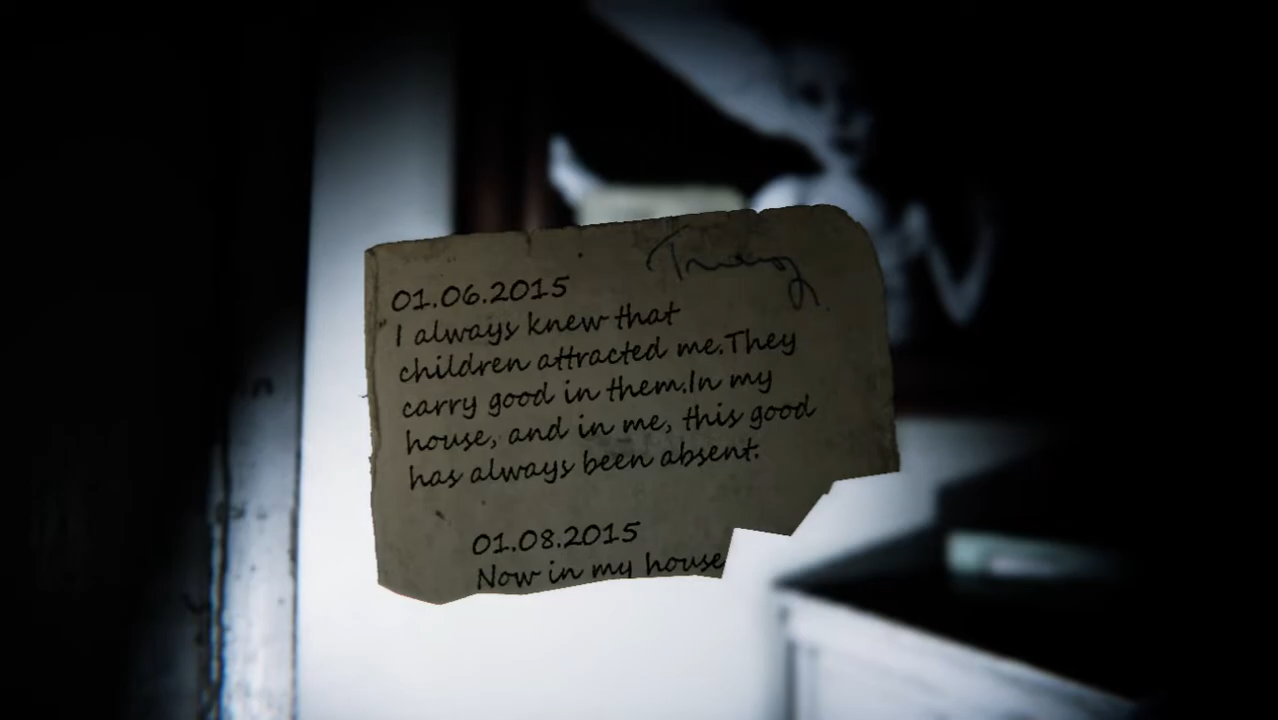 01.06.2015
I always knew that
children attracted me.They
carry good in them.In my
house, and in me, this good
has always been absent.
01.08.2015
Now in my house